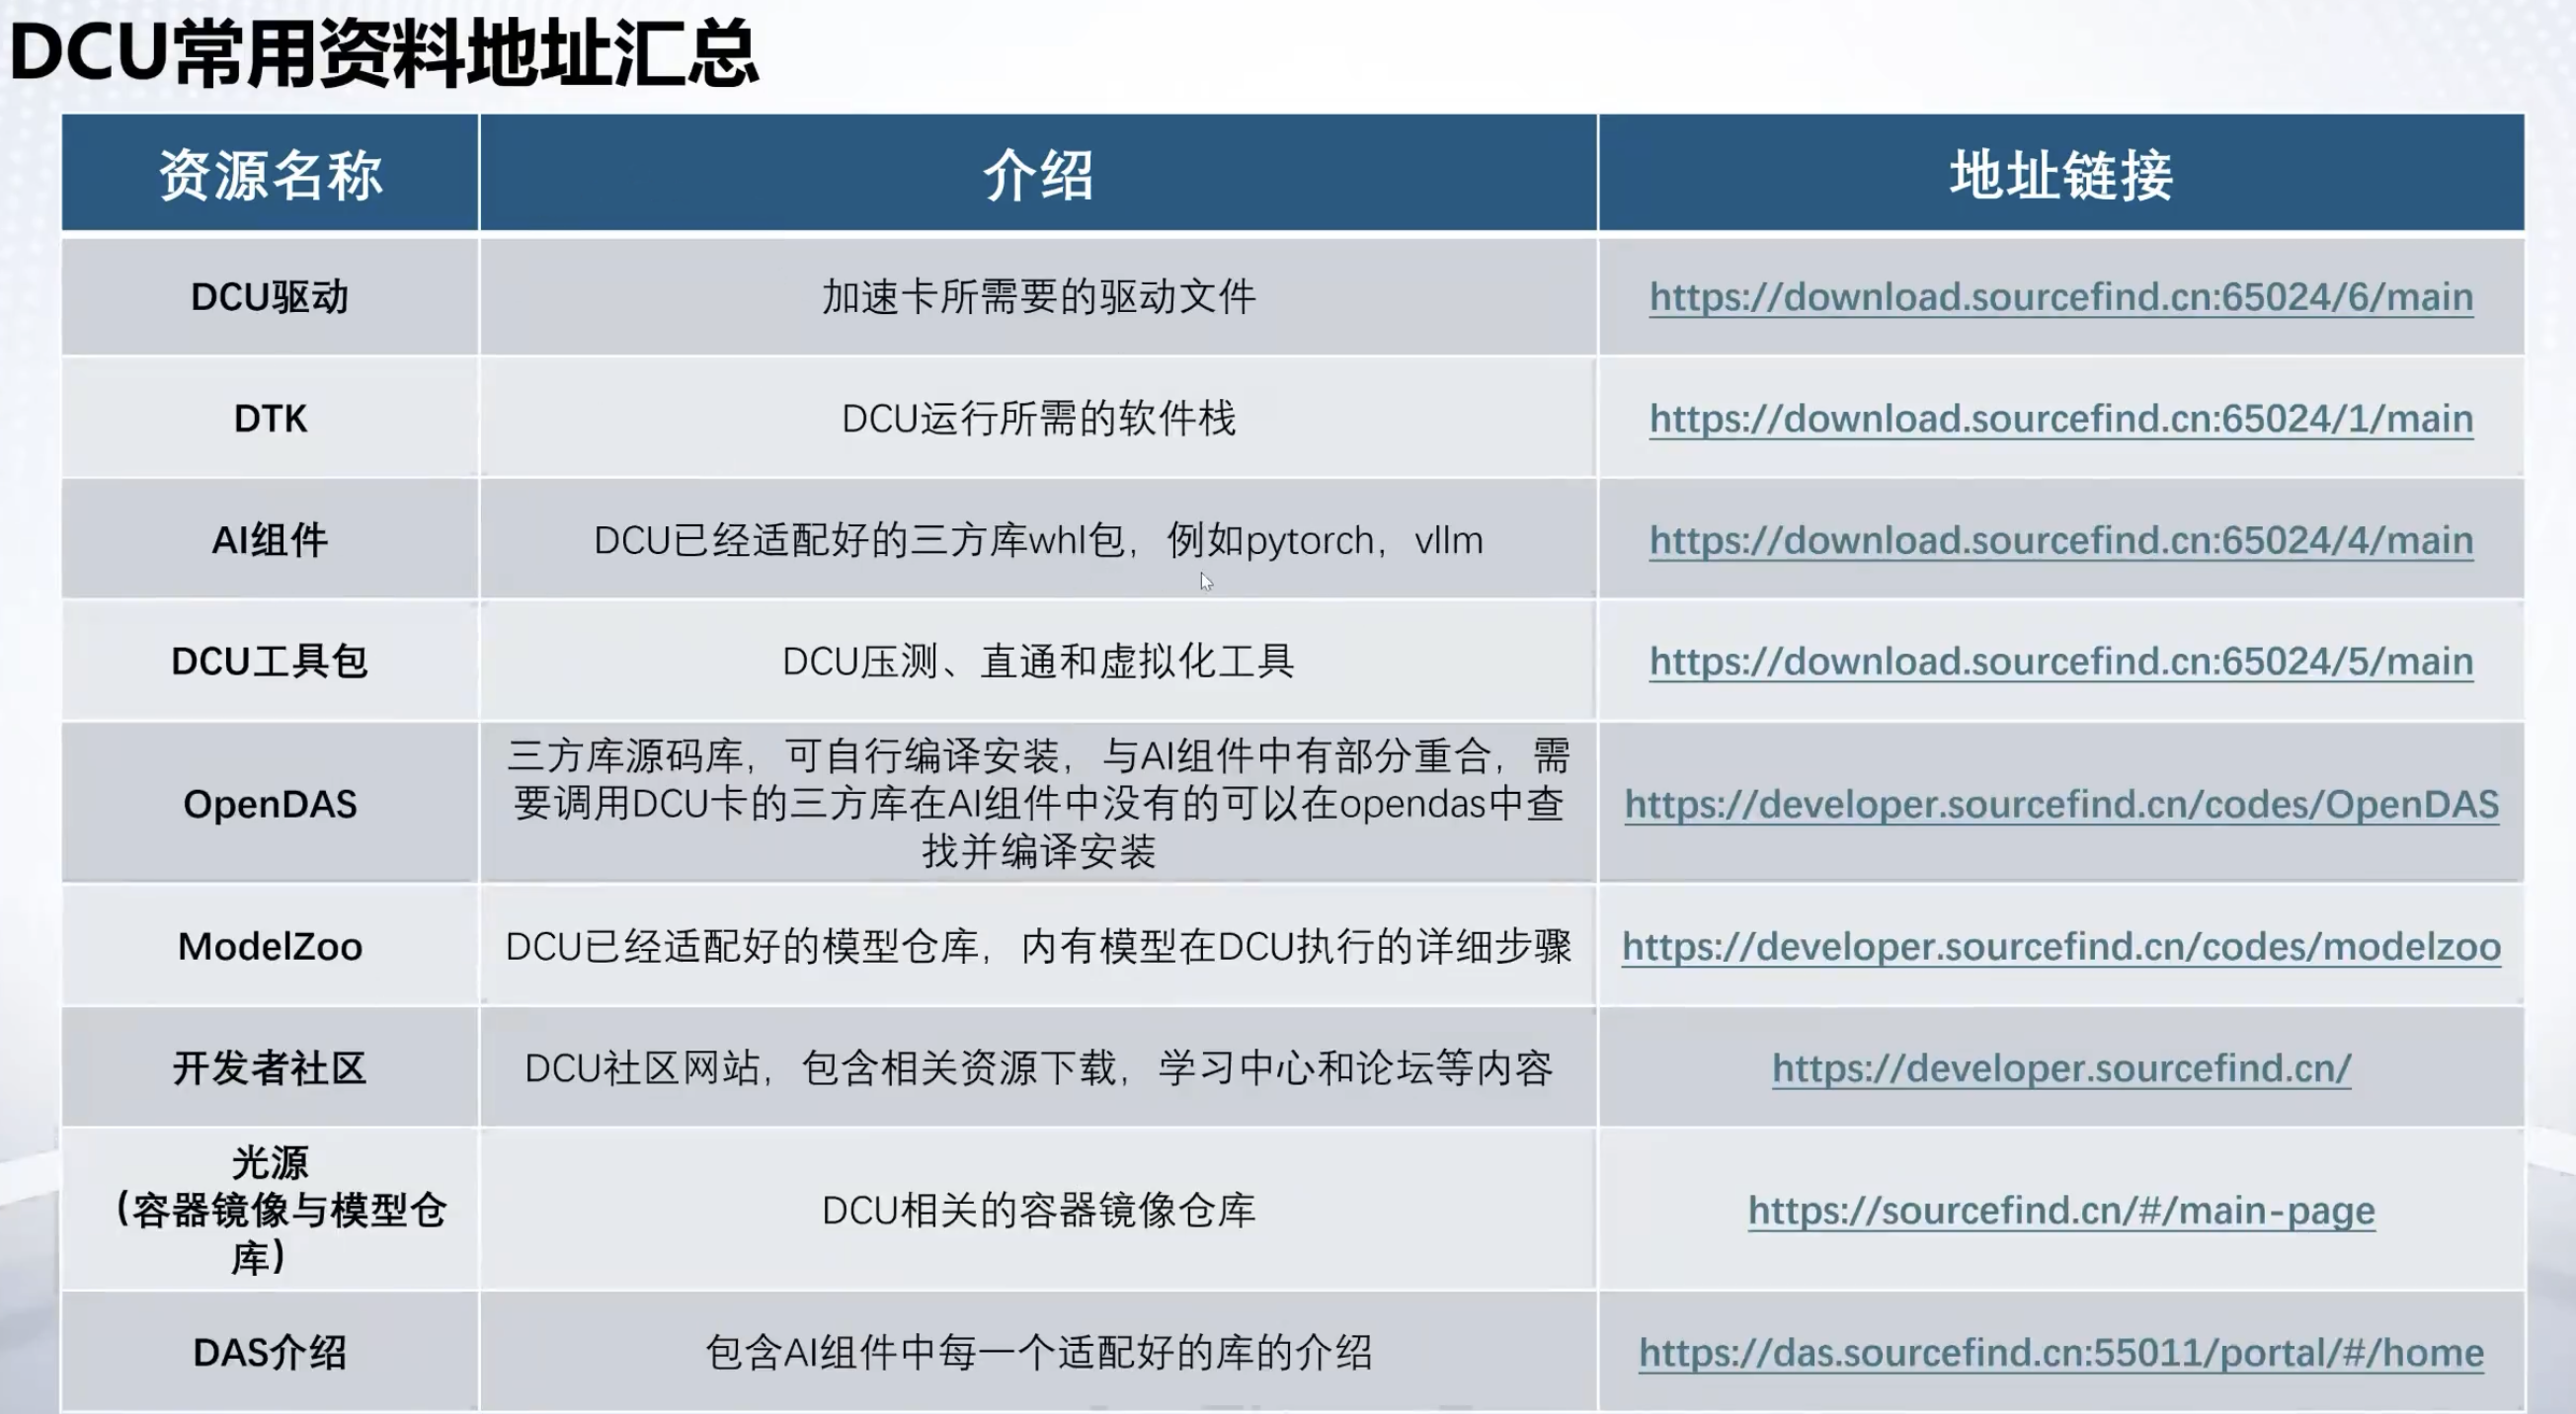 DCU常用资料地址汇总
资源名称 介绍 地址链接
DCU驱动 加速卡所需要的驱动文件 https://download.sourcefind.cn:65024/6/main
DTK DCU运行所需的软件栈 https://download.sourcefind.cn:65024/1/main
AI组件 DCU已经适配好的三方库whl包，例如pytorch，vllm https://download.sourcefind.cn:65024/4/main
DCU工具包 DCU压测、直通和虚拟化工具 https://download.sourcefind.cn:65024/5/main
OpenDAS
三方库源码库，可自行编译安装，与AI组件中有部分重合，需
要调用DCU卡的三方库在AI组件中没有的可以在opendas中查
找并编译安装
https://developer.sourcefind.cn/codes/OpenDAS
ModelZoo DCU已经适配好的模型仓库，内有模型在DCU执行的详细步骤 https://developer.sourcefind.cn/codes/modelzoo
开发者社区 DCU社区网站，包含相关资源下载，学习中心和论坛等内容 https://developer.sourcefind.cn/
光源
（容器镜像与模型仓
库）
DCU相关的容器镜像仓库 https://sourcefind.cn/#/main-page
DAS介绍 包含AI组件中每一个适配好的库的介绍 https://das.sourcefind.cn:55011/portal/#/home